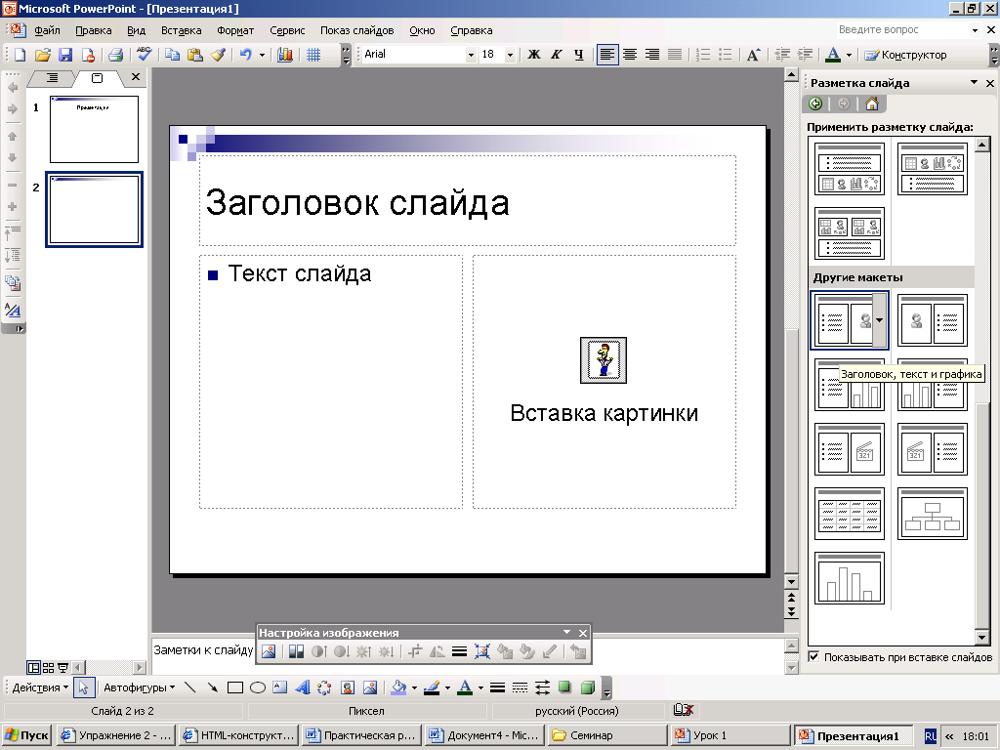 Microsoft PowerPoint - [Презентация1]
Файл Правка Вид Вставка Формат Сервис Показ слайдов Окно Справка Введите вопрос
Arial 18 Ж К Ч Конструктор
Разметка слайда
Применить разметку слайда:
1
Презентация
2
Заголовок слайда
Текст слайда
Вставка картинки
Другие макеты
Заголовок, текст и графика
Показывать при вставке слайдов
Настройка изображения
Заметки к слайду
Действия Автофигуры
Слайд 2 из 2 Пиксел русский (Россия)
Пуск Упражнение 2 - ... HTML-конструкт... Практическая р... Документ4 - Mic... Семинар Урок 1 Презентация1 RL « 18:01